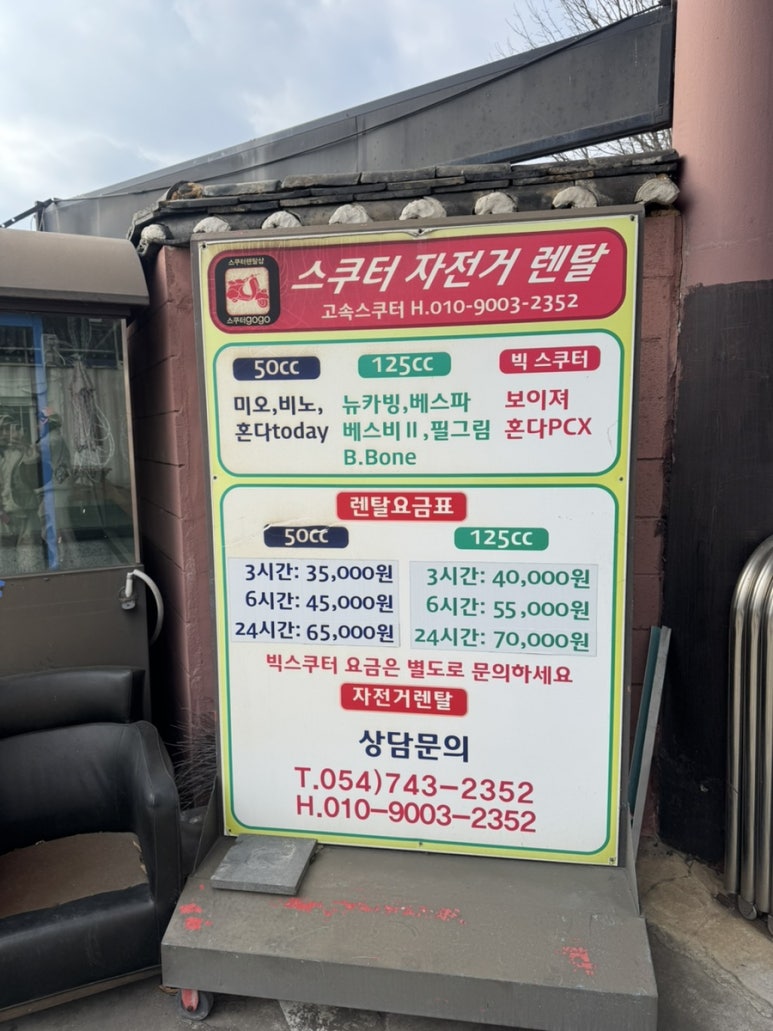 스쿠터렌탈샵
스쿠터gogo
스쿠터 자전거 렌탈
고속스쿠터 H.010-9003-2352
50cc
미오,비노,
혼다today
125cc
뉴카빙,베스파
베스비Ⅱ,필그림
B.Bone
빅 스쿠터
보이져
혼다PCX
렌탈요금표
50cc
3시간: 35,000원
6시간: 45,000원
24시간: 65,000원
125cc
3시간: 40,000원
6시간: 55,000원
24시간: 70,000원
빅스쿠터 요금은 별도로 문의하세요
자전거렌탈
상담문의
T.054)743-2352
H.010-9003-2352